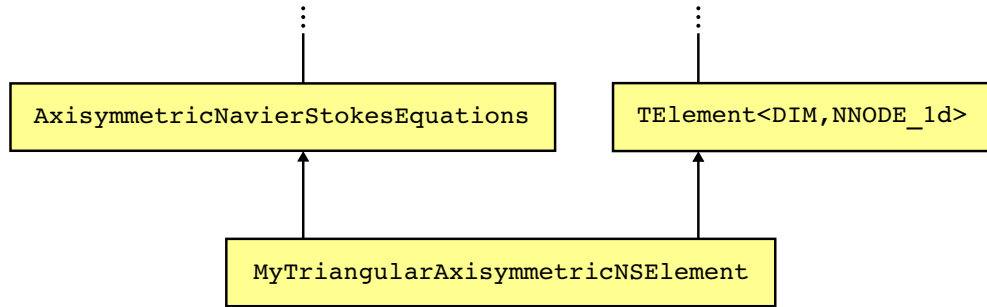 AxisymmetricNavierStokesEquations
TElement<DIM,NNODE_1d>
MyTriangularAxisymmetricNSElement